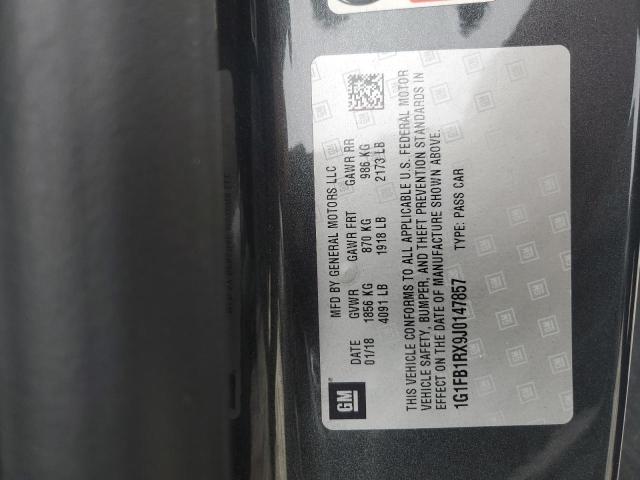 MFD BY GENERAL MOTORS LLC
DATE GVWR GAWR FRT GAWR RR
01/18 1856 KG 870 KG 986 KG
4091 LB 1918 LB 2173 LB
GM
THIS VEHICLE CONFORMS TO ALL APPLICABLE U.S. FEDERAL MOTOR
VEHICLE SAFETY, BUMPER, AND THEFT PREVENTION STANDARDS IN
EFFECT ON THE DATE OF MANUFACTURE SHOWN ABOVE.
1G1FB1RX9J0147857 TYPE: PASS CAR